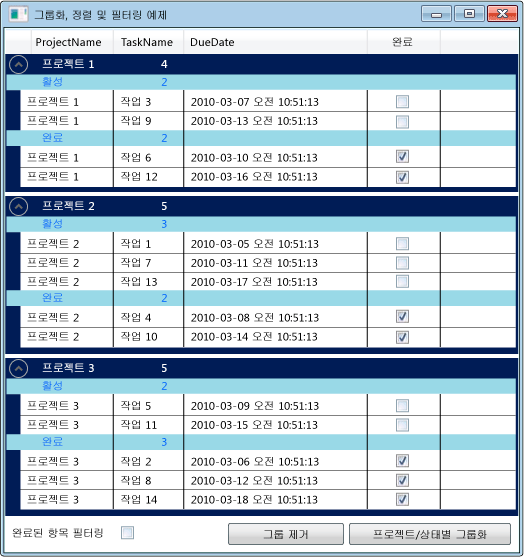 그룹화, 정렬 및 필터링 예제
ProjectName TaskName DueDate 완료
프로젝트 1 4
활성 2
프로젝트 1 작업 3 2010-03-07 오전 10:51:13
프로젝트 1 작업 9 2010-03-13 오전 10:51:13
완료 2
프로젝트 1 작업 6 2010-03-10 오전 10:51:13
프로젝트 1 작업 12 2010-03-16 오전 10:51:13
프로젝트 2 5
활성 3
프로젝트 2 작업 1 2010-03-05 오전 10:51:13
프로젝트 2 작업 7 2010-03-11 오전 10:51:13
프로젝트 2 작업 13 2010-03-17 오전 10:51:13
완료 2
프로젝트 2 작업 4 2010-03-08 오전 10:51:13
프로젝트 2 작업 10 2010-03-14 오전 10:51:13
프로젝트 3 5
활성 2
프로젝트 3 작업 5 2010-03-09 오전 10:51:13
프로젝트 3 작업 11 2010-03-15 오전 10:51:13
완료 3
프로젝트 3 작업 2 2010-03-06 오전 10:51:13
프로젝트 3 작업 8 2010-03-12 오전 10:51:13
프로젝트 3 작업 14 2010-03-18 오전 10:51:13
완료된 항목 필터링 그룹 제거 프로젝트/상태별 그룹화